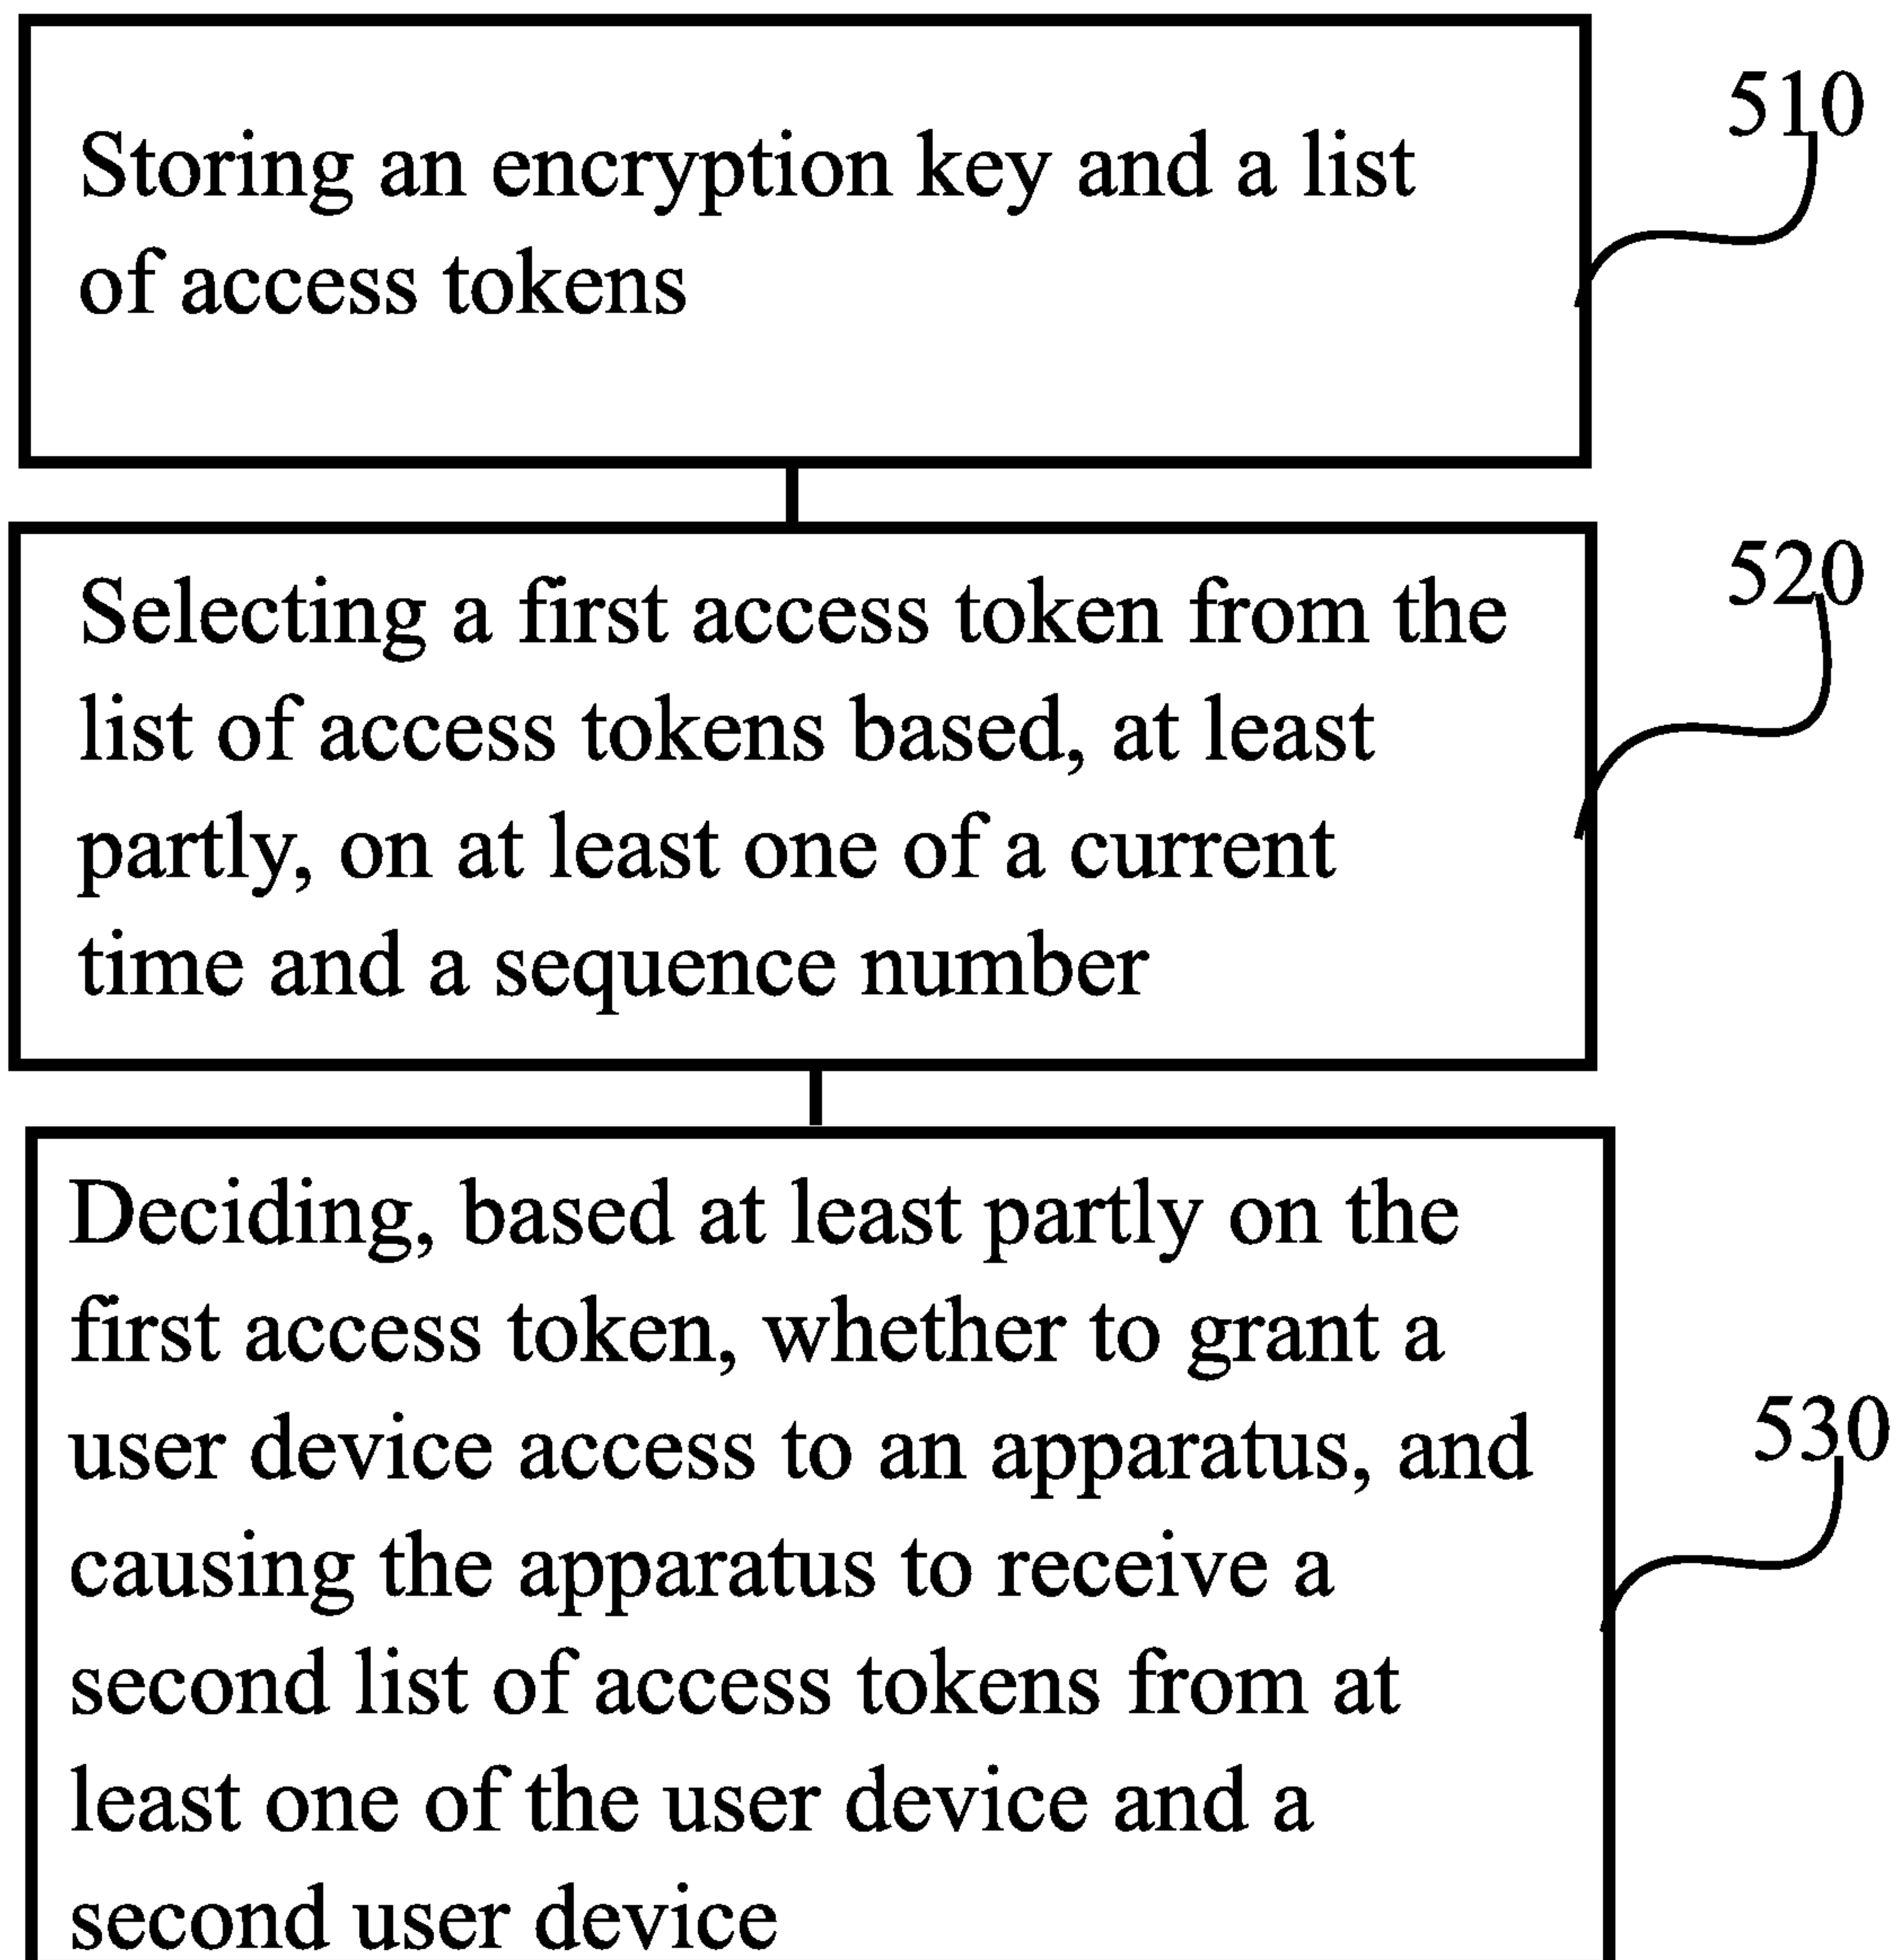 510
Storing an encryption key and a list
of access tokens
520
Selecting a first access token from the
list of access tokens based, at least
partly, on at least one of a current
time and a sequence number
Deciding, based at least partly on the
first access token, whether to grant a
user device access to an apparatus, and
530
causing the apparatus to receive a
second list of access tokens from at
least one of the user device and a
second user device